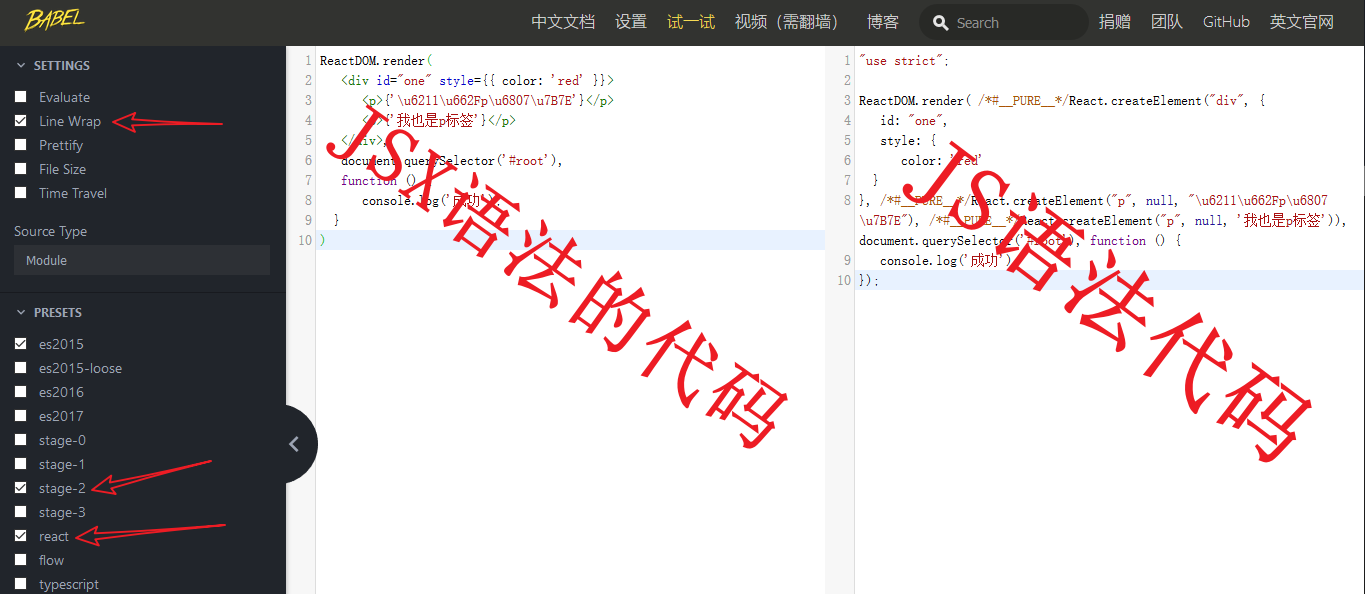 BABEL
中文文档 设置 试一试 视频（需翻墙） 博客 Search 捐赠 团队 GitHub 英文官网
SETTINGS
Evaluate
Line Wrap
Prettify
File Size
Time Travel
Source Type
Module
PRESETS
es2015
es2015-loose
es2016
es2017
stage-0
stage-1
stage-2
stage-3
react
flow
typescript
1 ReactDOM.render(
2 <div id="one" style={{ color: 'red' }}>
3 <p>{'\u6211\u662Fp\u6807\u7B7E'}</p>
4 <p>{'我也是p标签'}</p>
5 </div>,
6 document.querySelector('#root'),
7 function ()
8 console.log('成功');
9 }
10 )
JSX语法的代码
1 "use strict";
2
3 ReactDOM.render( /*#__PURE__*/React.createElement("div", {
4 id: "one",
5 style: {
6 color: 'red'
7 }
8 }, /*#__PURE__*/React.createElement("p", null, "\u6211\u662Fp\u6807
\u7B7E"), /*#__PURE__*/React.createElement("p", null, '我也是p标签')),
document.querySelector('#root'), function () {
9 console.log('成功')
10 });
JS语法代码